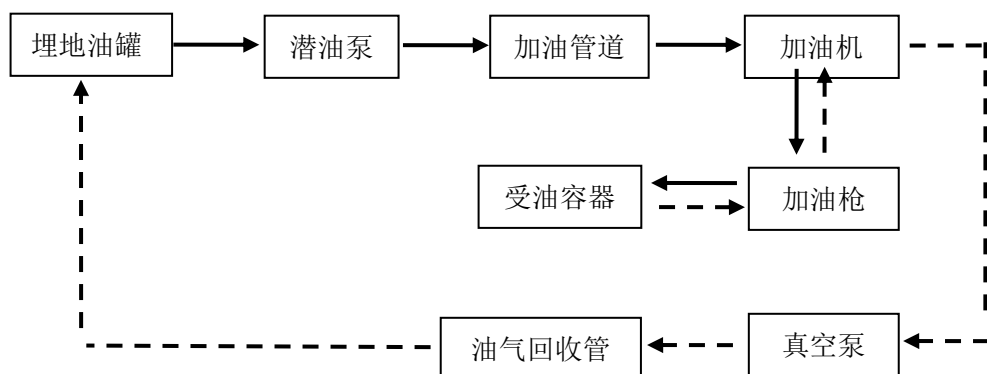 埋地油罐
潜油泵
加油管道
加油机
受油容器
加油枪
油气回收管
真空泵